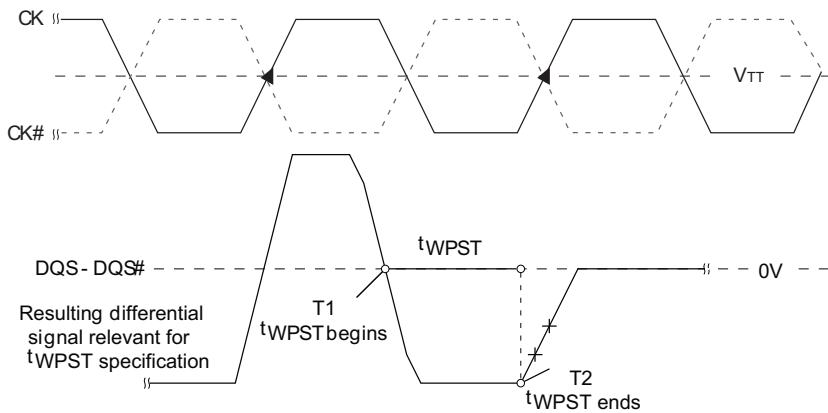 CK
VTT
CK#
tWPST
DQS - DQS#
0V
T1
tWPST begins
Resulting differential
signal relevant for
tWPST specification
T2
tWPST ends